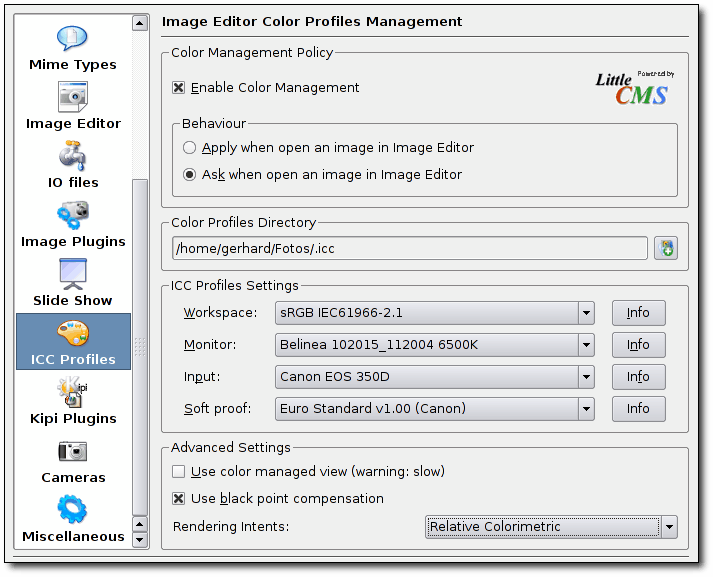 Mime Types
Image Editor
IO files
Image Plugins
Slide Show
ICC Profiles
Kipi
Kipi Plugins
Cameras
Miscellaneous
Image Editor Color Profiles Management
Color Management Policy
Enable Color Management
Little Powered by
CMS
Behaviour
Apply when open an image in Image Editor
Ask when open an image in Image Editor
Color Profiles Directory
/home/gerhard/Fotos/.icc
ICC Profiles Settings
Workspace: sRGB IEC61966-2.1 Info
Monitor: Belinea 102015_112004 6500K Info
Input: Canon EOS 350D Info
Soft proof: Euro Standard v1.00 (Canon) Info
Advanced Settings
Use color managed view (warning: slow)
Use black point compensation
Rendering Intents: Relative Colorimetric